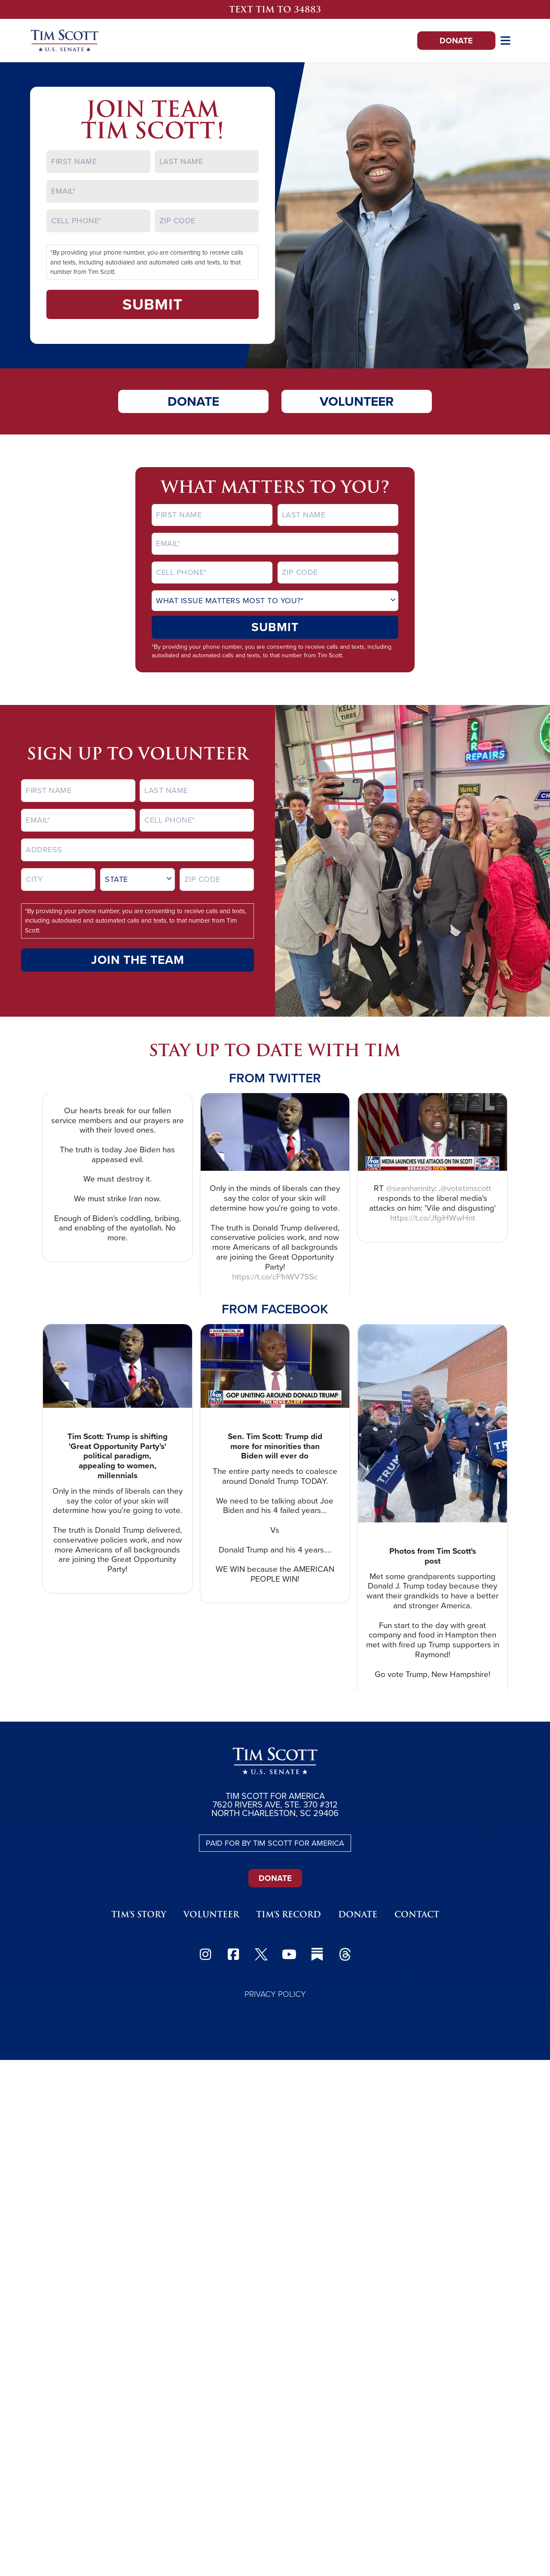 TEXT TIM TO 34883
TIM SCOTT
★ U.S. SENATE ★
DONATE
JOIN TEAM
TIM SCOTT!
FIRST NAME
LAST NAME
EMAIL*
CELL PHONE*
ZIP CODE
*By providing your phone number, you are consenting to receive calls
and texts, including autodialed and automated calls and texts, to that
number from Tim Scott.
SUBMIT
DONATE
VOLUNTEER
WHAT MATTERS TO YOU?
FIRST NAME
LAST NAME
EMAIL*
CELL PHONE*
ZIP CODE
WHAT ISSUE MATTERS MOST TO YOU?*
SUBMIT
*By providing your phone number, you are consenting to receive calls and texts, including
autodialed and automated calls and texts, to that number from Tim Scott.
SIGN UP TO VOLUNTEER
FIRST NAME
LAST NAME
EMAIL*
CELL PHONE*
ADDRESS
CITY
STATE
ZIP CODE
*By providing your phone number, you are consenting to receive calls and texts,
including autodialed and automated calls and texts, to that number from Tim
Scott.
JOIN THE TEAM
KELLY
TIRES
CAR
REPAIRS
VALVOLINE
STAY UP TO DATE WITH TIM
FROM TWITTER
Our hearts break for our fallen
service members and our prayers are
with their loved ones.
The truth is today Joe Biden has
appeased evil.
We must destroy it.
We must strike Iran now.
Enough of Biden's coddling, bribing,
and enabling of the ayatollah. No
more.
Only in the minds of liberals can they
say the color of your skin will
determine how you're going to vote.
The truth is Donald Trump delivered,
conservative policies work, and now
more Americans of all backgrounds
are joining the Great Opportunity
Party!
https://t.co/cF1nWV7SSc
MEDIA LAUNCHES VILE ATTACKS ON TIM SCOTT
BREAKING NEWS
RT @seanhannity: .@votetimscott
responds to the liberal media's
attacks on him: 'Vile and disgusting'
https://t.co/JfgiHWwHnt
FROM FACEBOOK
Tim Scott: Trump is shifting
'Great Opportunity Party's'
political paradigm,
appealing to women,
millennials
Only in the minds of liberals can they
say the color of your skin will
determine how you're going to vote.
The truth is Donald Trump delivered,
conservative policies work, and now
more Americans of all backgrounds
are joining the Great Opportunity
Party!
WASHINGTON, DC
GOP UNITING AROUND DONALD TRUMP
FOX NEWS ALERT
Sen. Tim Scott: Trump did
more for minorities than
Biden will ever do
The entire party needs to coalesce
around Donald Trump TODAY.
We need to be talking about Joe
Biden and his 4 failed years...
Vs
Donald Trump and his 4 years....
WE WIN because the AMERICAN
PEOPLE WIN!
TRUMP
Photos from Tim Scott's
post
Met some grandparents supporting
Donald J. Trump today because they
want their grandkids to have a better
and stronger America.
Fun start to the day with great
company and food in Hampton then
met with fired up Trump supporters in
Raymond!
Go vote Trump, New Hampshire!
TIM SCOTT
★ U.S. SENATE ★
TIM SCOTT FOR AMERICA
7620 RIVERS AVE, STE. 370 #312
NORTH CHARLESTON, SC 29406
PAID FOR BY TIM SCOTT FOR AMERICA
DONATE
TIM'S STORY
VOLUNTEER
TIM'S RECORD
DONATE
CONTACT
PRIVACY POLICY